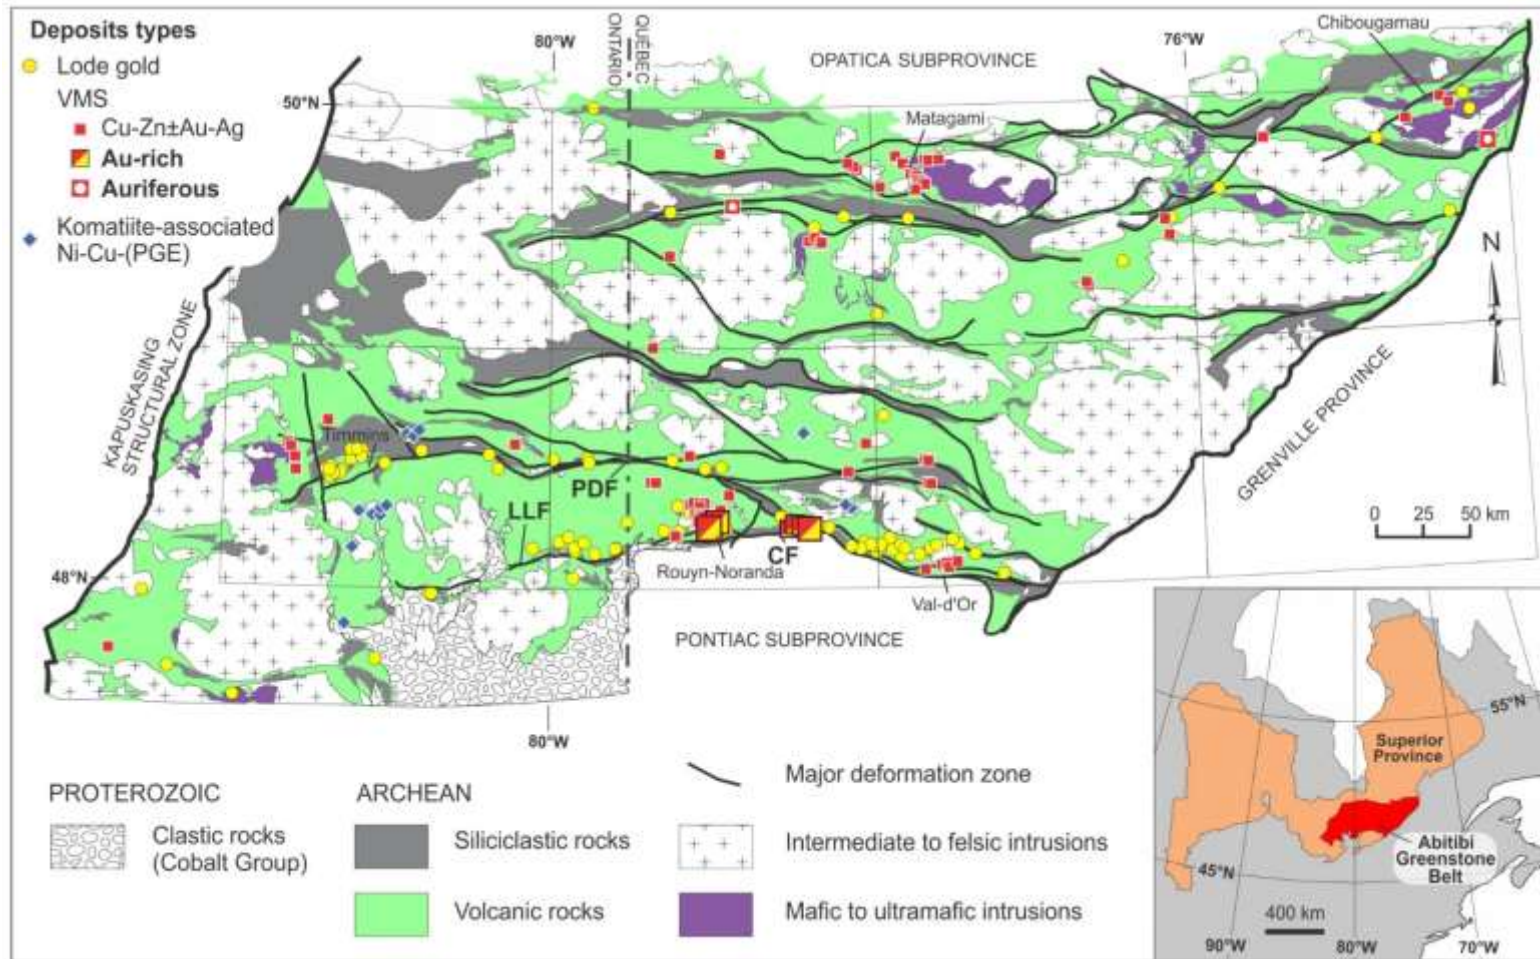 Deposits types
Lode gold
VMS
Cu-Zn±Au-Ag
Au-rich
Auriferous
Komatiite-associated
Ni-Cu-(PGE)
80°W
ONTARIO
QUÉBEC
OPATICA SUBPROVINCE
76°W
Chibougamau
50°N
Matagami
N
KAPUSKASING
STRUCTURAL ZONE
GRENVILLE PROVINCE
Timmins
PDF
LLF
CF
0 25 50 km
48°N
Rouyn-Noranda
Val-d'Or
PONTIAC SUBPROVINCE
80°W
PROTEROZOIC
Clastic rocks
(Cobalt Group)
ARCHEAN
Siliciclastic rocks
Volcanic rocks
Major deformation zone
Intermediate to felsic intrusions
Mafic to ultramafic intrusions
55°N
Superior
Province
Abitibi
Greenstone
Belt
45°N
400 km
90°W
80°W
70°W